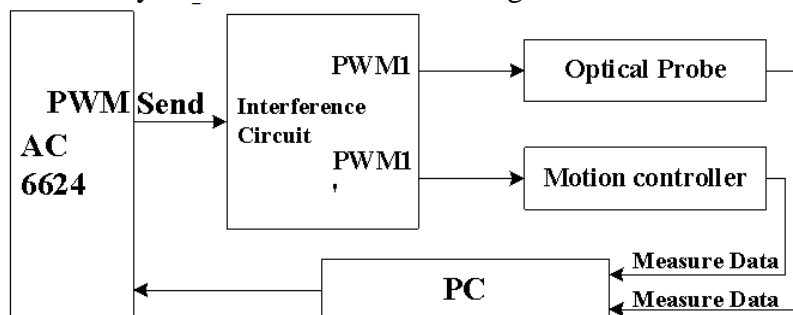 PWM1
Optical Probe
PWM
Send
Interference
Circuit
AC
6624
PWM1
'
Motion controller
Measure Data
PC
Measure Data